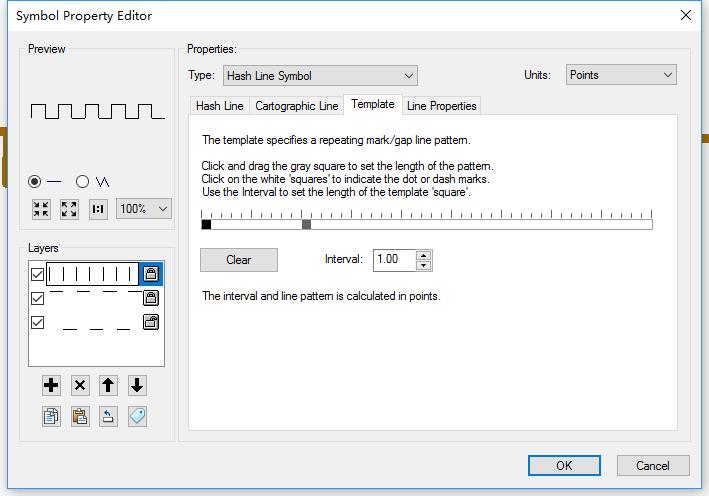 Symbol Property Editor
Preview
100%
Layers
Properties:
Type: Hash Line Symbol Units: Points
Hash Line Cartographic Line Template Line Properties
The template specifies a repeating mark/gap line pattern.
Click and drag the gray square to set the length of the pattern.
Click on the white 'squares' to indicate the dot or dash marks.
Use the Interval to set the length of the template 'square'.
Clear Interval: 1.00
The interval and line pattern is calculated in points.
OK Cancel